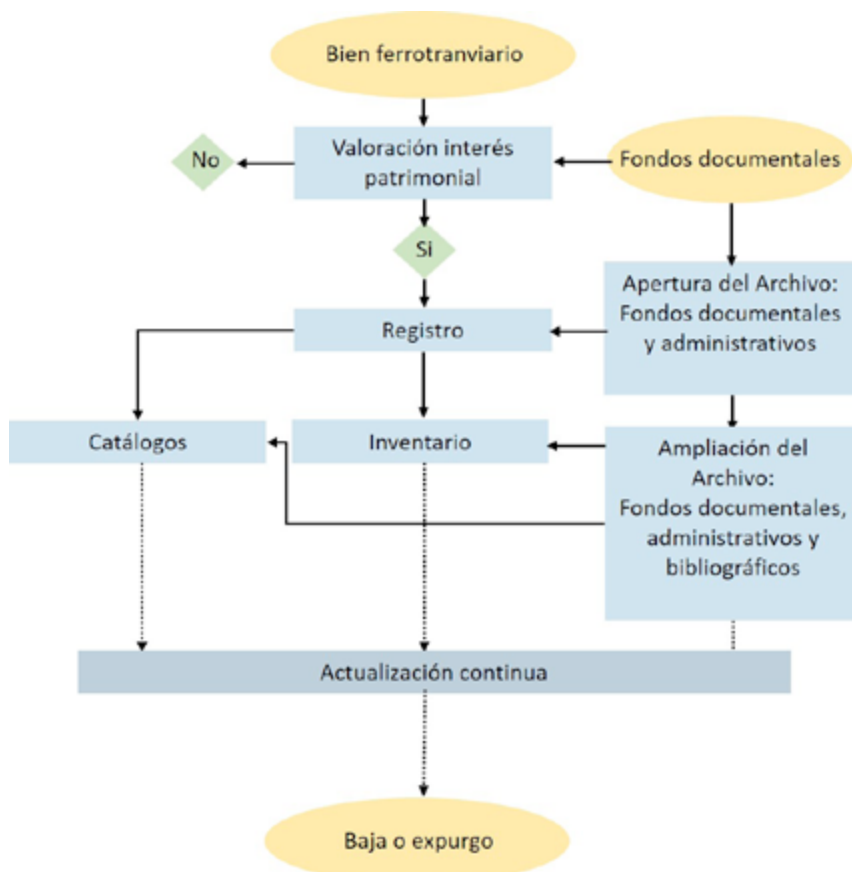 Bien ferrotranviario
No
Valoración interés
patrimonial
Fondos documentales
Si
Apertura del Archivo:
Fondos documentales
y administrativos
Registro
Catálogos
Inventario
Ampliación del
Archivo:
Fondos documentales,
administrativos y
bibliográficos
Actualización continua
Baja o expurgo